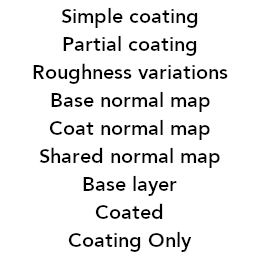 Simple coating
Partial coating
Roughness variations
Base normal map
Coat normal map
Shared normal map
Base layer
Coated
Coating Only